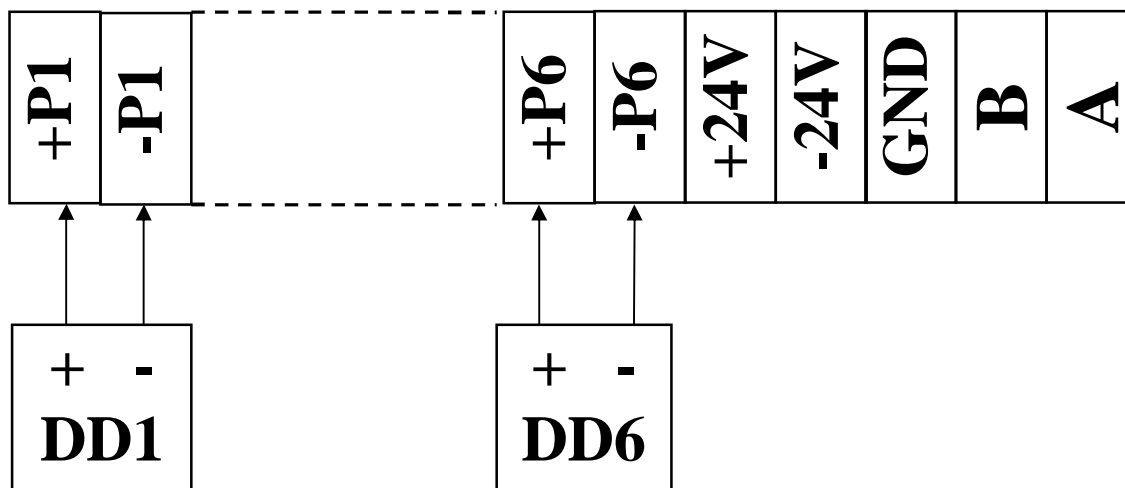 +P1
-P1
+P6
-P6
+24V
-24V
GND
B
A
+ -
DD1
+ -
DD6